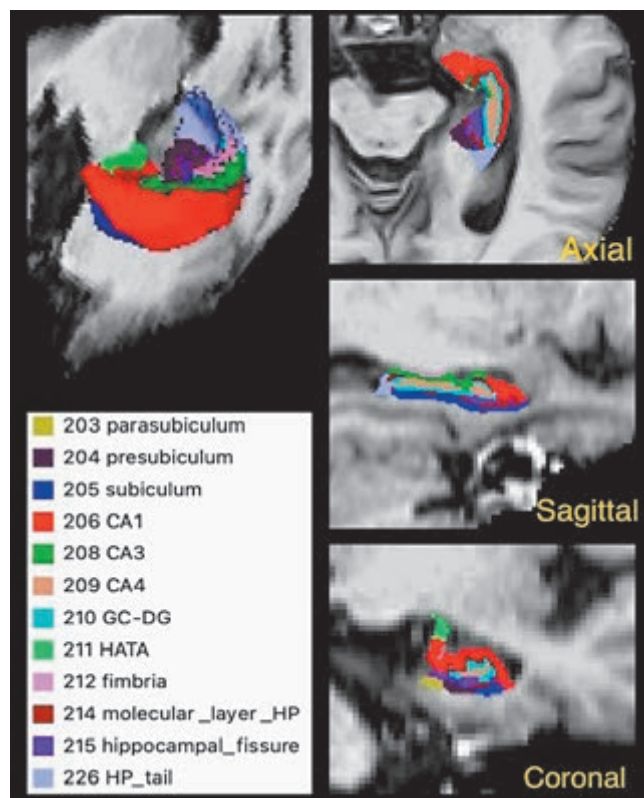 Axial
203 parasubiculum
204 presubiculum
205 subiculum
206 CA1
208 CA3
209 CA4
210 GC-DG
211 HATA
212 fimbria
214 molecular_layer_HP
215 hippocampal_fissure
226 HP_tail
Sagittal
Coronal